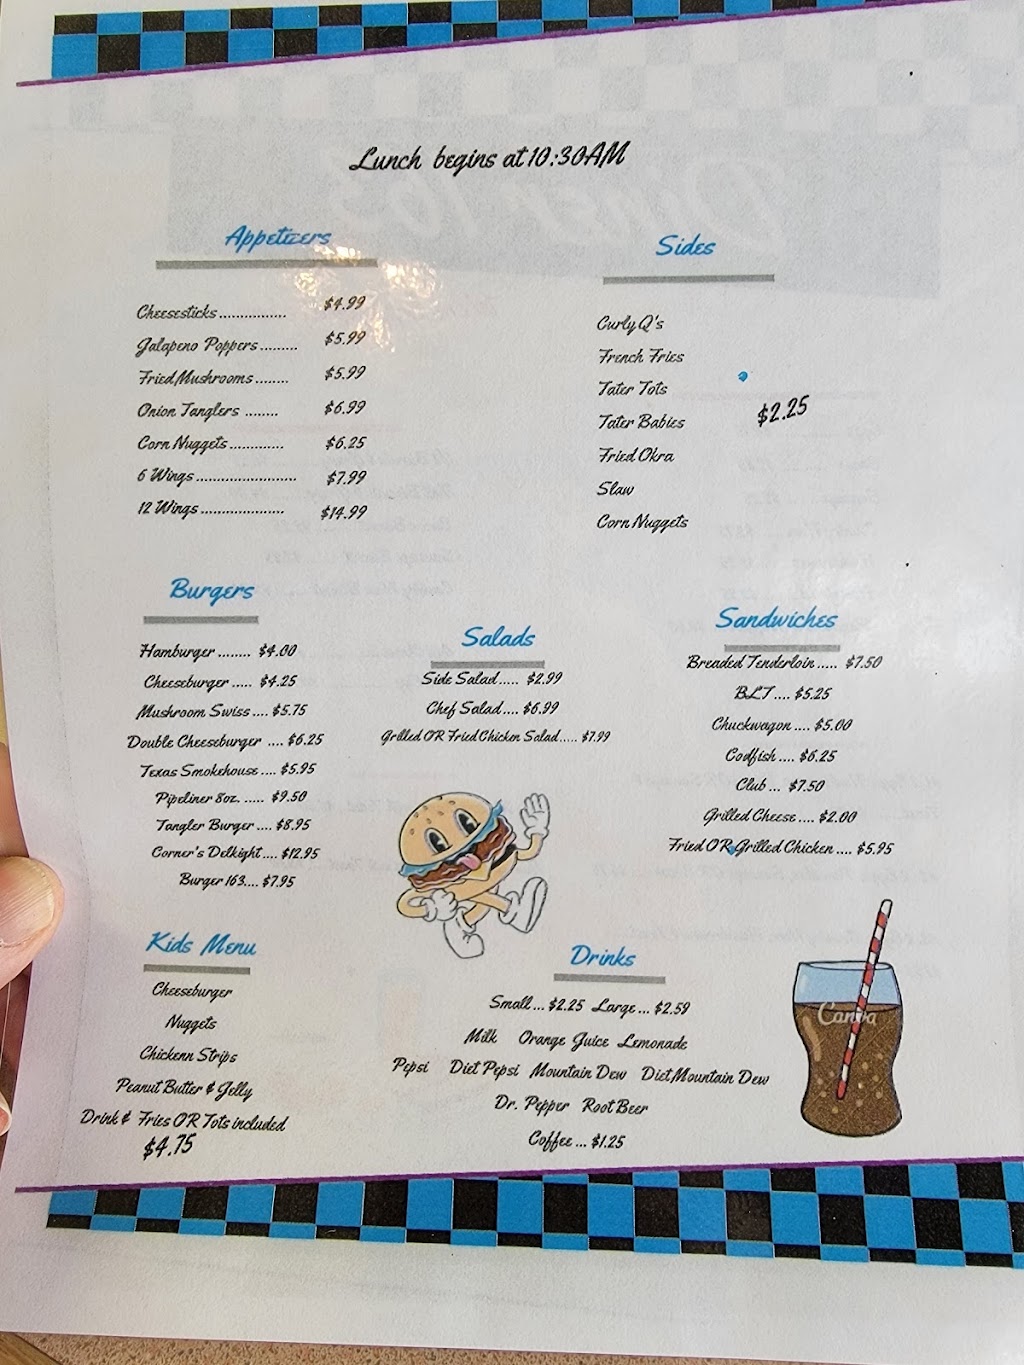 Lunch begins at 10:30AM
Appetizers
Cheesesticks ................ $4.99
Jalapeno Poppers ......... $5.99
Fried Mushrooms ........ $5.99
Onion Tanglers ........ $6.99
Corn Nuggets ............. $6.25
6 Wings ........................ $7.99
12 Wings .................... $14.99
Sides
Curly Q's
French Fries
Tater Tots
Tater Babies
Fried Okra
Slaw
Corn Nuggets
$2.25
Burgers
Hamburger ........ $4.00
Cheeseburger ..... $4.25
Mushroom Swiss .... $5.75
Double Cheeseburger .... $6.25
Texas Smokehouse .... $5.95
Pipeliner 8oz. ..... $9.50
Tangler Burger .... $8.95
Corner's Delkight .... $12.95
Burger 163.... $7.95
Salads
Side Salad ..... $2.99
Chef Salad .... $6.99
Grilled OR Fried Chicken Salad ..... $7.99
Sandwiches
Breaded Tenderloin ..... $7.50
BLT .... $5.25
Chuckwagon .... $5.00
Codfish .... $6.25
Club ... $7.50
Grilled Cheese .... $2.00
Fried OR Grilled Chicken .... $5.95
Kids Menu
Cheeseburger
Nuggets
Chickenn Strips
Peanut Butter & Jelly
Drink & Fries OR Tots included
$4.75
Drinks
Small ... $2.25 Large ... $2.59
Milk Orange Juice Lemonade
Pepsi Diet Pepsi Mountain Dew Diet Mountain Dew
Dr. Pepper Root Beer
Coffee ... $1.25
Canva